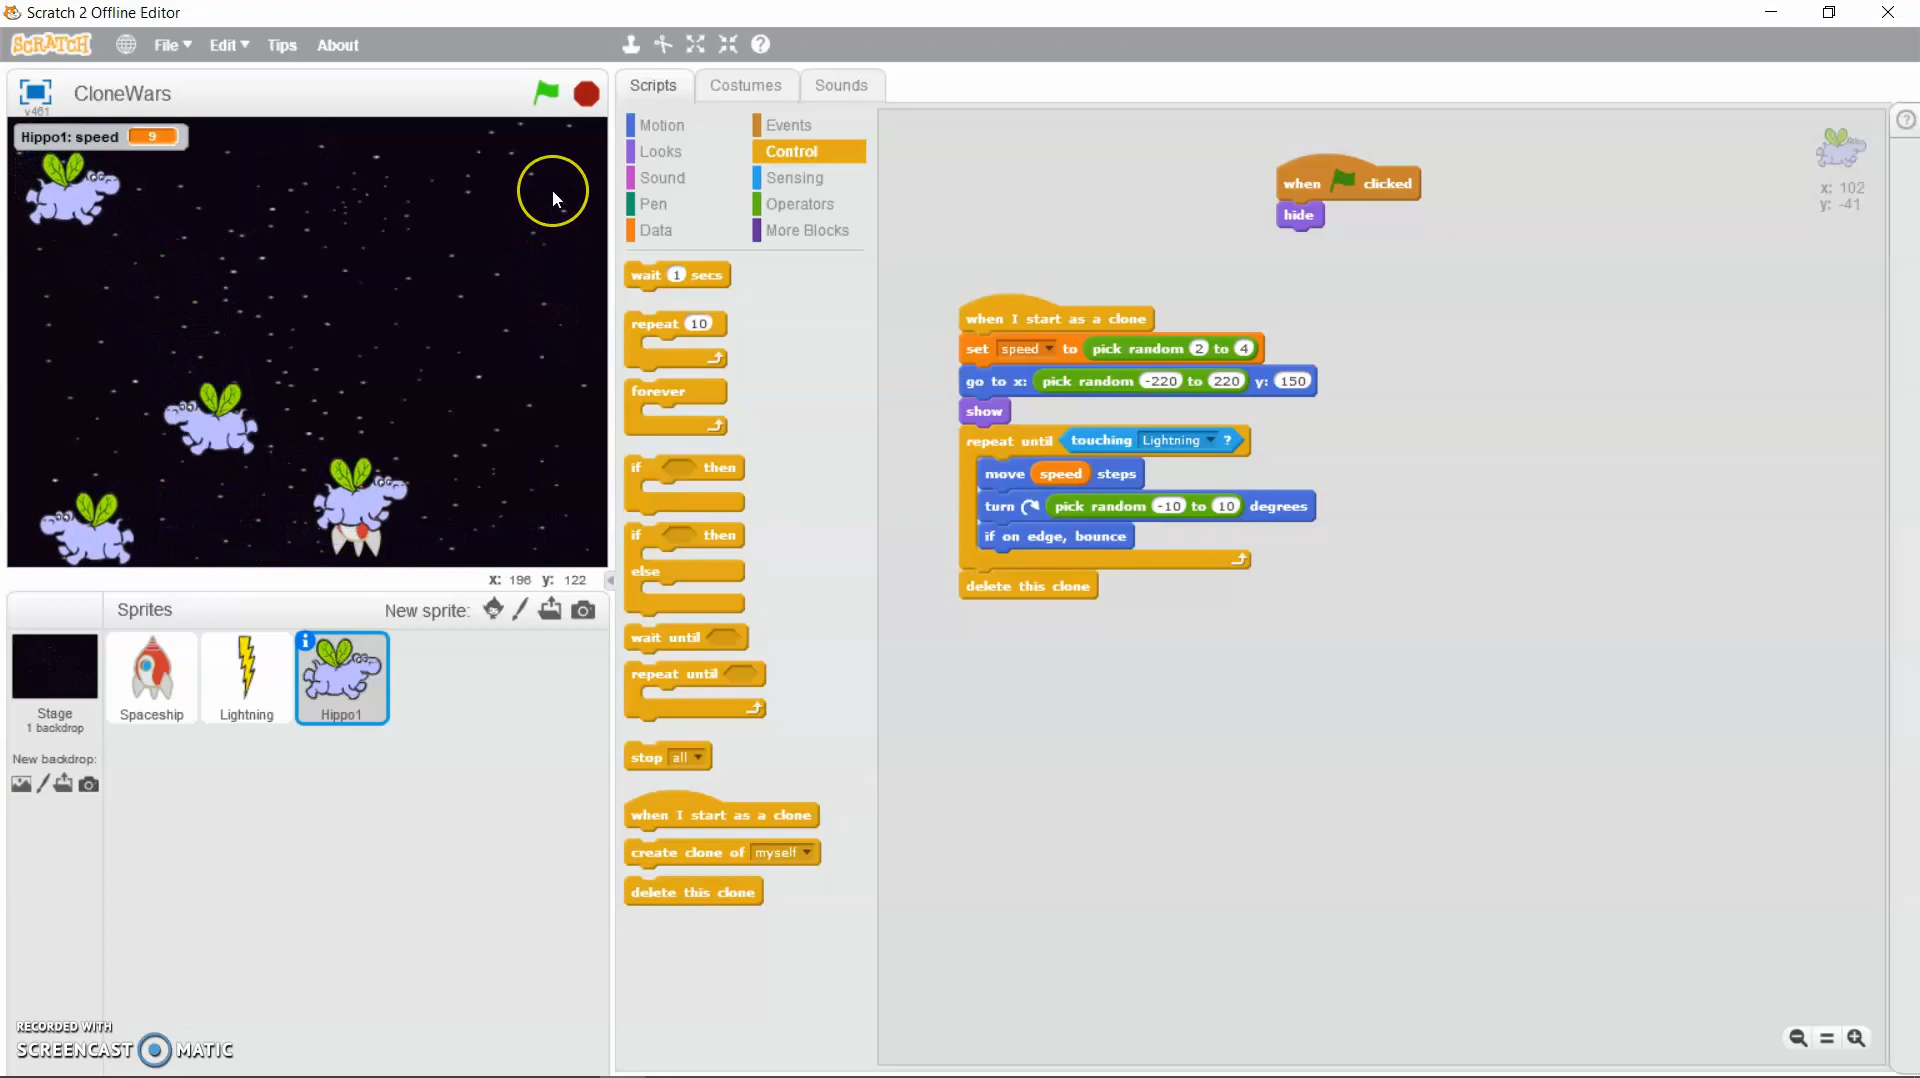 Scratch 2 Offline Editor
SCRATCH File Edit Tips About
CloneWars
v461
Scripts Costumes Sounds
Hippo1: speed 9
Motion Events
Looks Control
Sound Sensing
Pen Operators
Data More Blocks
wait 1 secs
repeat 10
forever
if then
if then
else
wait until
repeat until
stop all
when I start as a clone
create clone of myself
delete this clone
when clicked
hide
x: 102
y: -41
when I start as a clone
set speed to pick random 2 to 4
go to x: pick random -220 to 220 y: 150
show
repeat until touching Lightning ?
move speed steps
turn pick random -10 to 10 degrees
if on edge, bounce
delete this clone
x: 196 y: 122
Sprites New sprite:
Stage
1 backdrop
Spaceship Lightning Hippo1
New backdrop:
RECORDED WITH
SCREENCAST MATIC